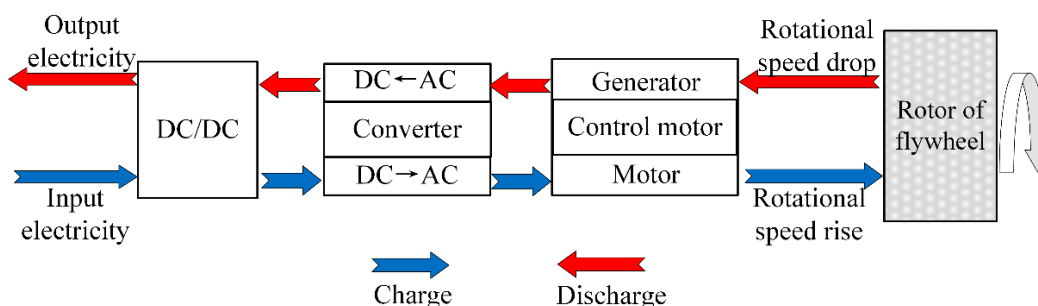 Output
electricity
DC/DC
Input
electricity
DC←AC
Converter
DC→AC
Generator
Control motor
Motor
Rotational
speed drop
Rotational
speed rise
Rotor of
flywheel
Charge
Discharge